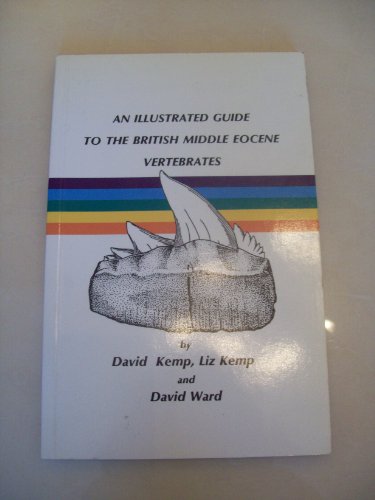 AN ILLUSTRATED GUIDE
TO THE BRITISH MIDDLE EOCENE
VERTEBRATES
by
David Kemp, Liz Kemp
and
David Ward